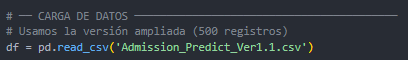 # — CARGA DE DATOS ————————————————————————
# Usamos la versión ampliada (500 registros)
df = pd.read_csv('Admission_Predict_Ver1.1.csv')